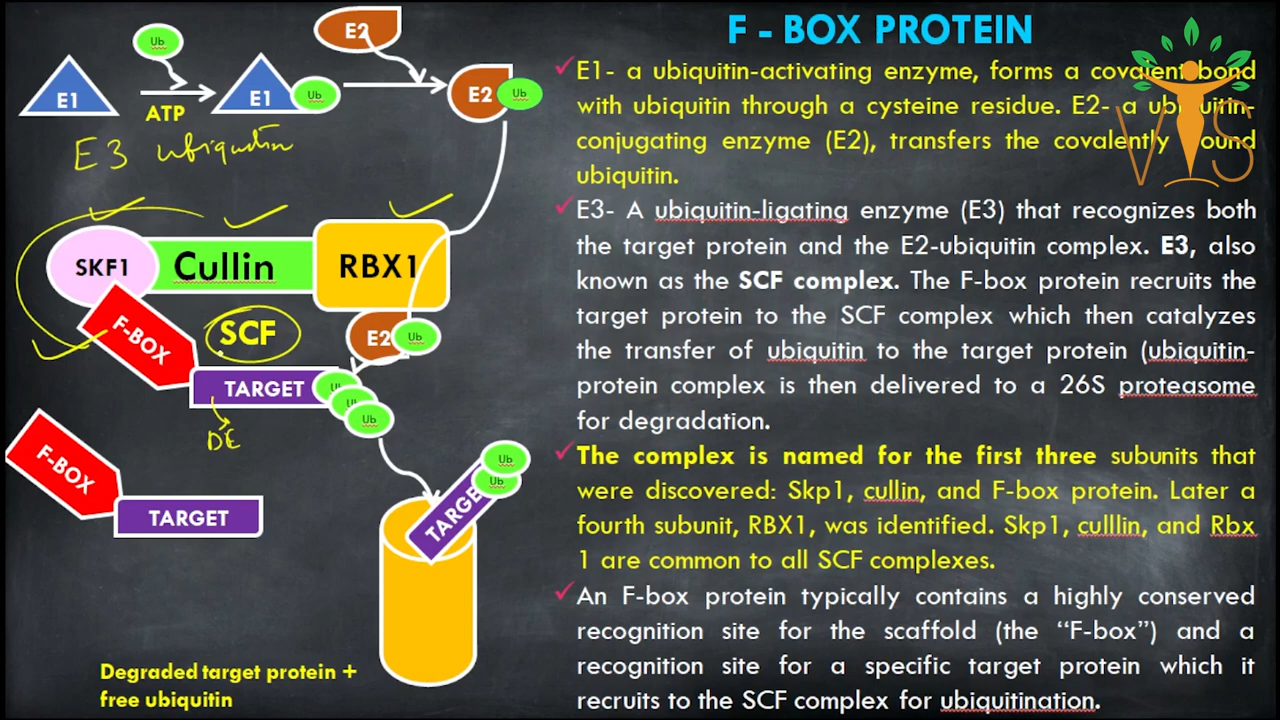 F - BOX PROTEIN
E1- a ubiquitin-activating enzyme, forms a covalent bond
with ubiquitin through a cysteine residue. E2- a ubiquitin-
conjugating enzyme (E2), transfers the covalently bound
ubiquitin.
E3- A ubiquitin-ligating enzyme (E3) that recognizes both
the target protein and the E2-ubiquitin complex. E3, also
known as the SCF complex. The F-box protein recruits the
target protein to the SCF complex which then catalyzes
the transfer of ubiquitin to the target protein (ubiquitin-
protein complex is then delivered to a 26S proteasome
for degradation.
The complex is named for the first three subunits that
were discovered: Skp1, cullin, and F-box protein. Later a
fourth subunit, RBX1, was identified. Skp1, culllin, and Rbx
1 are common to all SCF complexes.
An F-box protein typically contains a highly conserved
recognition site for the scaffold (the “F-box”) and a
recognition site for a specific target protein which it
recruits to the SCF complex for ubiquitination.
V S
E2
Ub
E1
ATP
E1
Ub
E2
Ub
E3 ubiquitin
SKF1
Cullin
RBX1
F-BOX
SCF
E2
Ub
TARGET
Ub
Ub
Ub
DE
F-BOX
TARGET
Ub
Ub
TARGE
Degraded target protein +
free ubiquitin